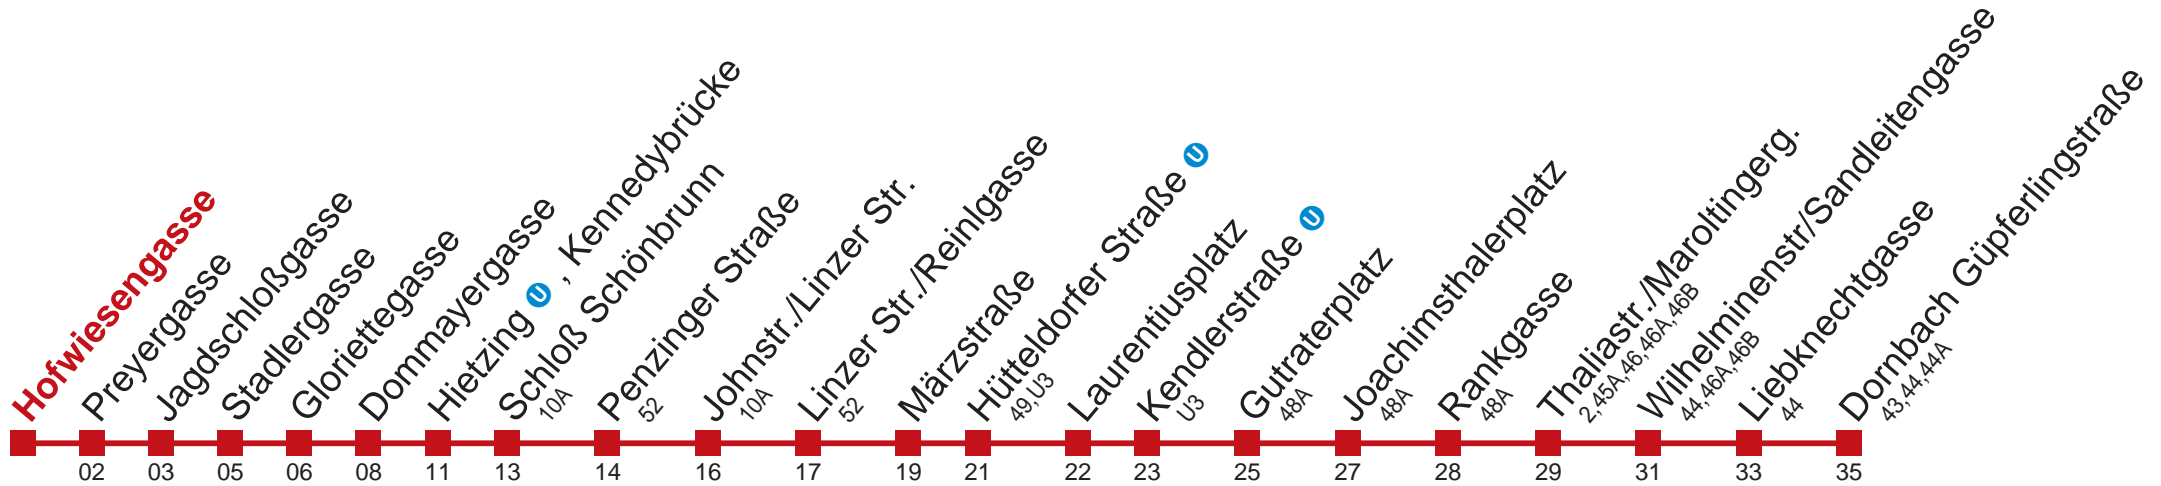 Hofwiesengasse
Preyergasse
02
Jagdschloßgasse
03
Stadlergasse
05
Gloriettegasse
06
Dommayergasse
08
Hietzing U , Kennedybrücke
11
Schloß Schönbrunn
10A
13
Penzinger Straße
52
14
Johnstr./Linzer Str.
10A
16
Linzer Str./Reinlgasse
52
17
Märzstraße
19
Hütteldorfer Straße U
49,U3
21
Laurentiusplatz
22
Kendlerstraße U
U3
23
Gutraterplatz
48A
25
Joachimsthalerplatz
48A
27
Rankgasse
48A
28
Thaliastr./Maroltingerg.
2,45A,46,46A,46B
29
Wilhelminenstr/Sandleitengasse
44,46A,46B
31
Liebknechtgasse
44
33
Dornbach Güpferlingstraße
43,44,44A
35